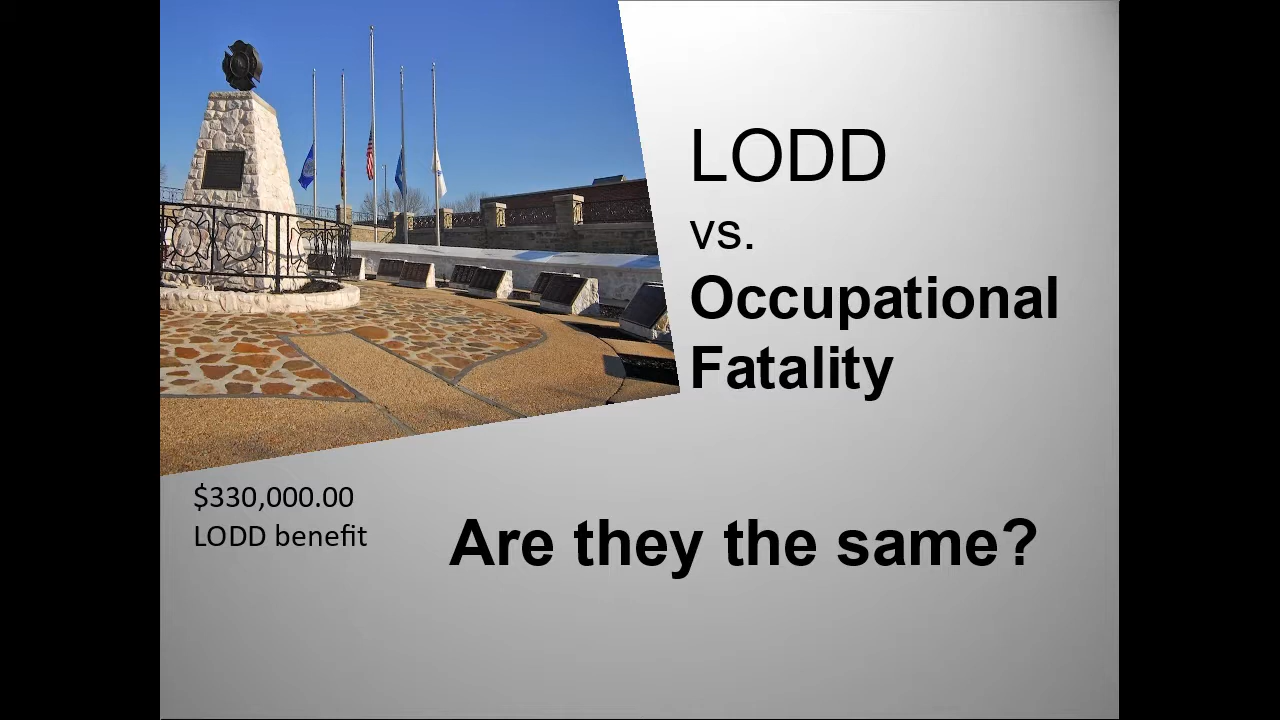 LODD
vs.
Occupational
Fatality
$330,000.00
LODD benefit
Are they the same?